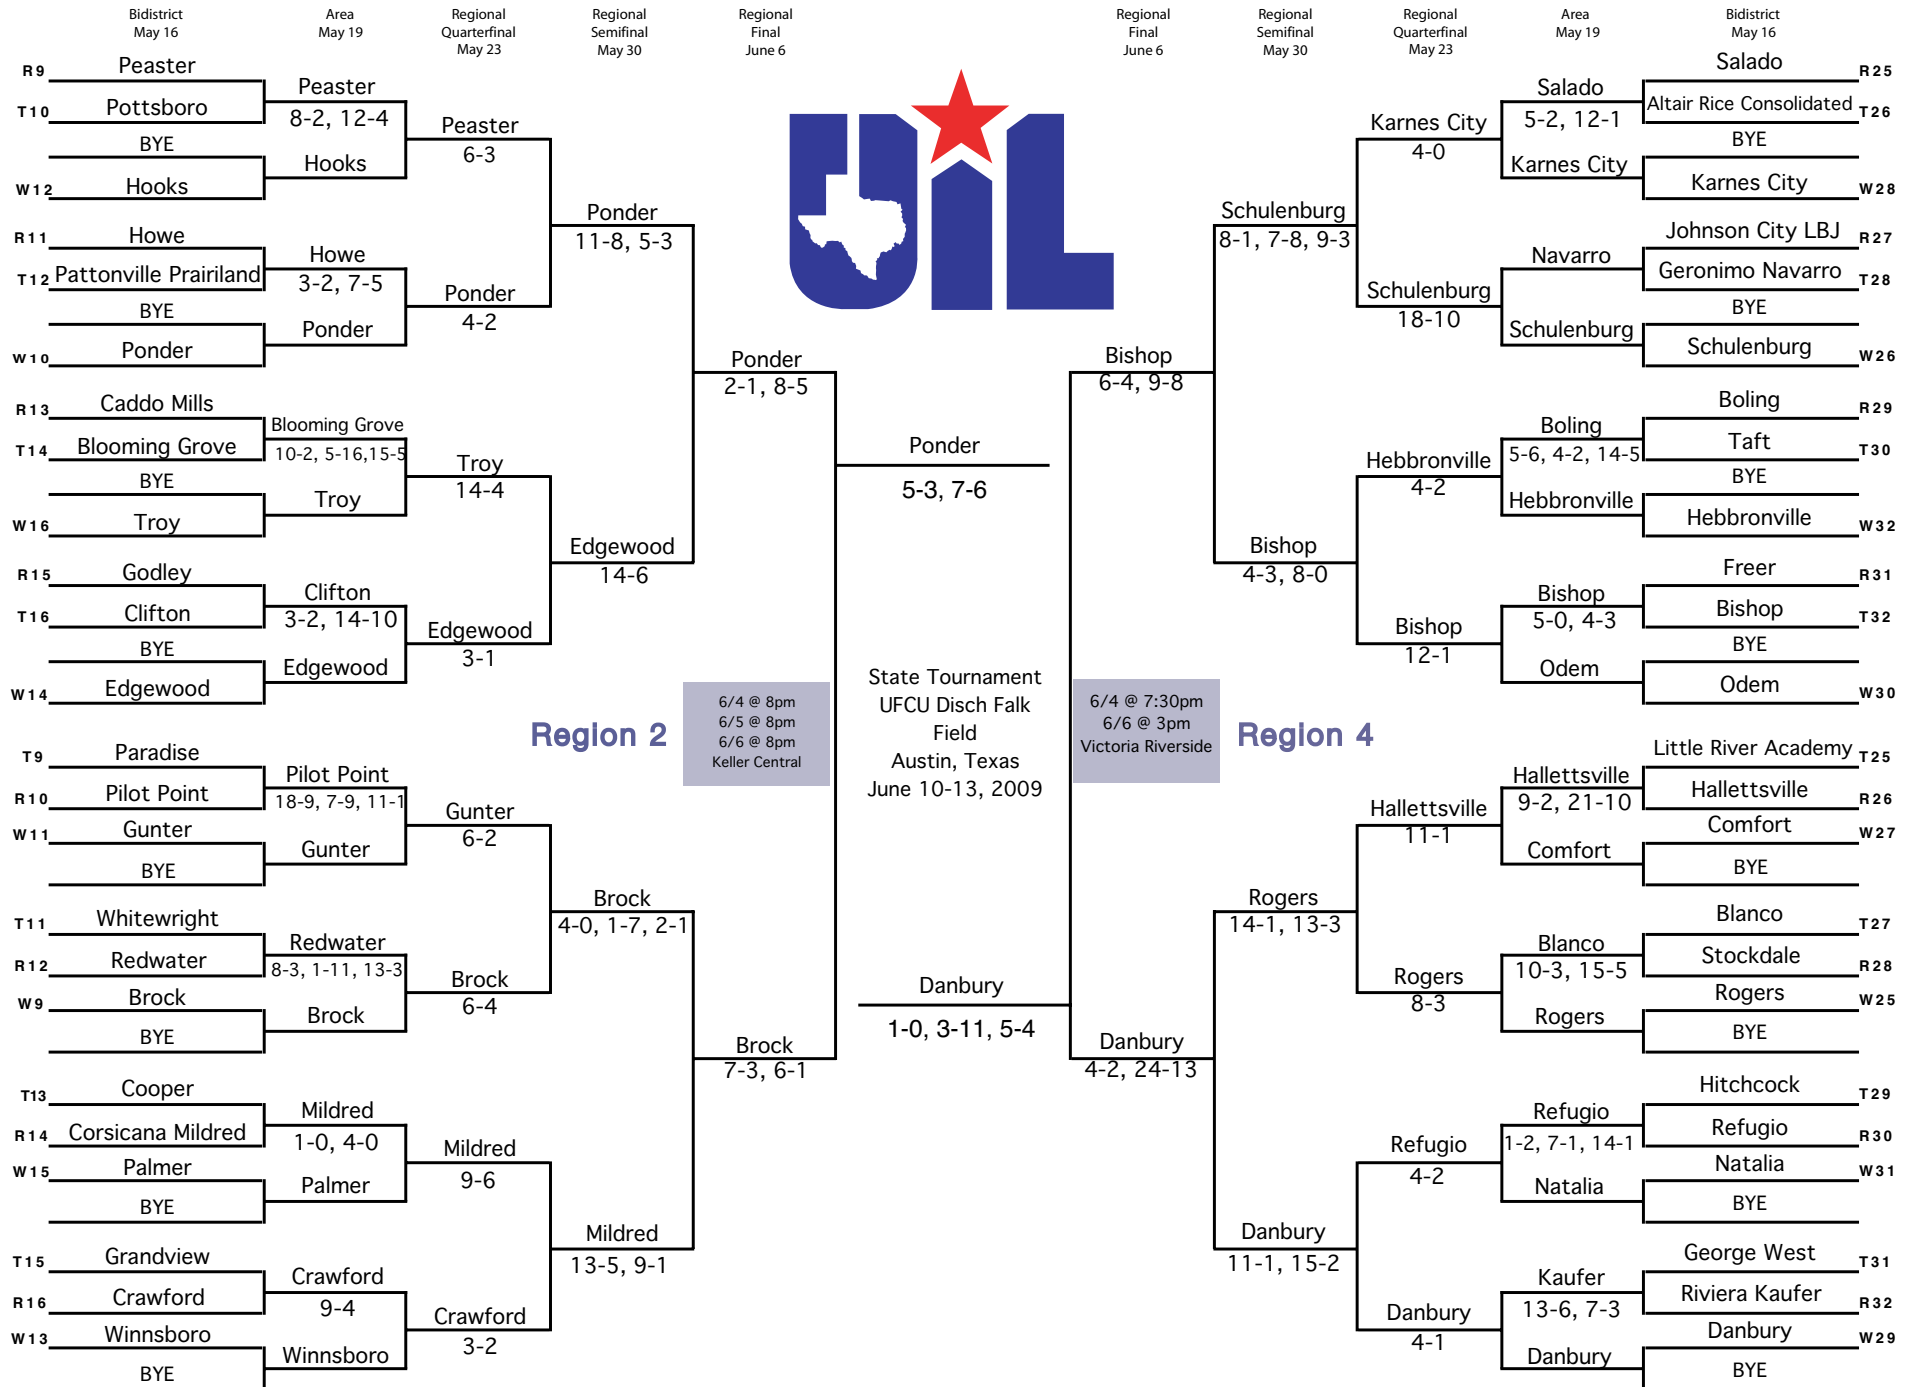 Bidistrict
May 16
Area
May 19
Regional
Quarterfinal
May 23
Regional
Semifinal
May 30
Regional
Final
June 6
Regional
Final
June 6
Regional
Semifinal
May 30
Regional
Quarterfinal
May 23
Area
May 19
Bidistrict
May 16
UIL
R9 Peaster
T10 Pottsboro
BYE
W12 Hooks
R11 Howe
T12 Pattonville Prairiland
BYE
W10 Ponder
R13 Caddo Mills
T14 Blooming Grove
BYE
W16 Troy
R15 Godley
T16 Clifton
BYE
W14 Edgewood
T9 Paradise
R10 Pilot Point
W11 Gunter
BYE
T11 Whitewright
R12 Redwater
W9 Brock
BYE
T13 Cooper
R14 Corsicana Mildred
W15 Palmer
BYE
T15 Grandview
R16 Crawford
W13 Winnsboro
BYE
Peaster
8-2, 12-4
Hooks
Howe
3-2, 7-5
Ponder
Blooming Grove
10-2, 5-16,15-5
Troy
Clifton
3-2, 14-10
Edgewood
Pilot Point
18-9, 7-9, 11-1
Gunter
Redwater
8-3, 1-11, 13-3
Brock
Mildred
1-0, 4-0
Palmer
Crawford
9-4
Winnsboro
Peaster
6-3
Ponder
4-2
Troy
14-4
Edgewood
3-1
Gunter
6-2
Brock
6-4
Mildred
9-6
Crawford
3-2
Ponder
11-8, 5-3
Edgewood
14-6
Brock
4-0, 1-7, 2-1
Mildred
13-5, 9-1
Ponder
2-1, 8-5
Brock
7-3, 6-1
Region 2
6/4 @ 8pm
6/5 @ 8pm
6/6 @ 8pm
Keller Central
Ponder
5-3, 7-6
State Tournament
UFCU Disch Falk
Field
Austin, Texas
June 10-13, 2009
Danbury
1-0, 3-11, 5-4
6/4 @ 7:30pm
6/6 @ 3pm
Victoria Riverside
Region 4
Bishop
6-4, 9-8
Danbury
4-2, 24-13
Schulenburg
8-1, 7-8, 9-3
Bishop
4-3, 8-0
Rogers
14-1, 13-3
Danbury
11-1, 15-2
Karnes City
4-0
Schulenburg
18-10
Hebbronville
4-2
Bishop
12-1
Hallettsville
11-1
Rogers
8-3
Refugio
4-2
Danbury
4-1
Salado
5-2, 12-1
Karnes City
Navarro
Schulenburg
Boling
5-6, 4-2, 14-5
Hebbronville
Bishop
5-0, 4-3
Odem
Hallettsville
9-2, 21-10
Comfort
Blanco
10-3, 15-5
Rogers
Refugio
1-2, 7-1, 14-1
Natalia
Kaufer
13-6, 7-3
Danbury
Salado R25
Altair Rice Consolidated T26
BYE
Karnes City W28
Johnson City LBJ R27
Geronimo Navarro T28
BYE
Schulenburg W26
Boling R29
Taft T30
BYE
Hebbronville W32
Freer R31
Bishop T32
BYE
Odem W30
Little River Academy T25
Hallettsville R26
Comfort W27
BYE
Blanco T27
Stockdale R28
Rogers W25
BYE
Hitchcock T29
Refugio R30
Natalia W31
BYE
George West T31
Riviera Kaufer R32
Danbury W29
BYE